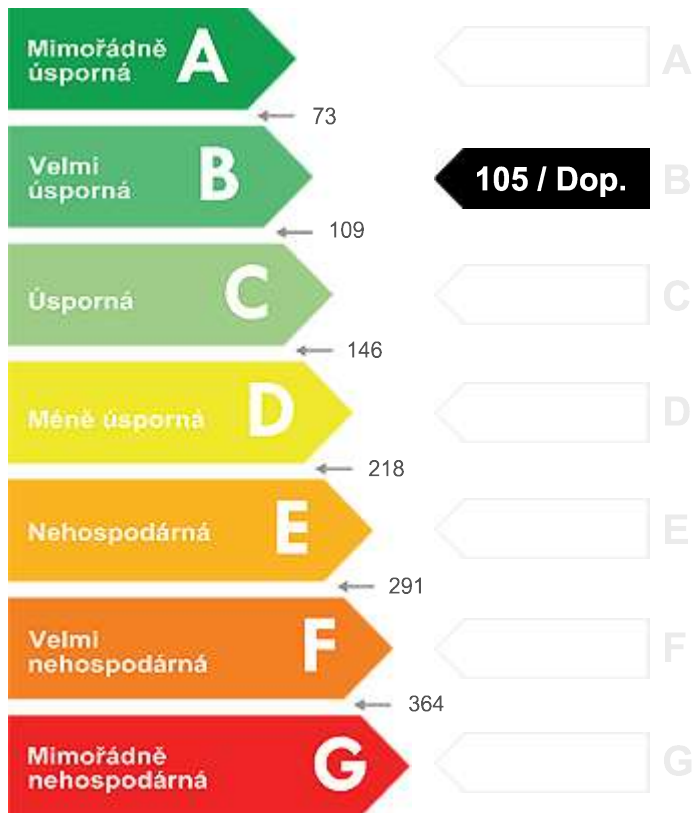 Mimořádně
úsporná
A
A
73
Velmi
úsporná
B
105 / Dop.
B
109
Úsporná
C
C
146
Méně úsporná
D
D
218
Nehospodárná
E
E
291
Velmi
nehospodárná
F
F
364
Mimořádně
nehospodárná
G
G